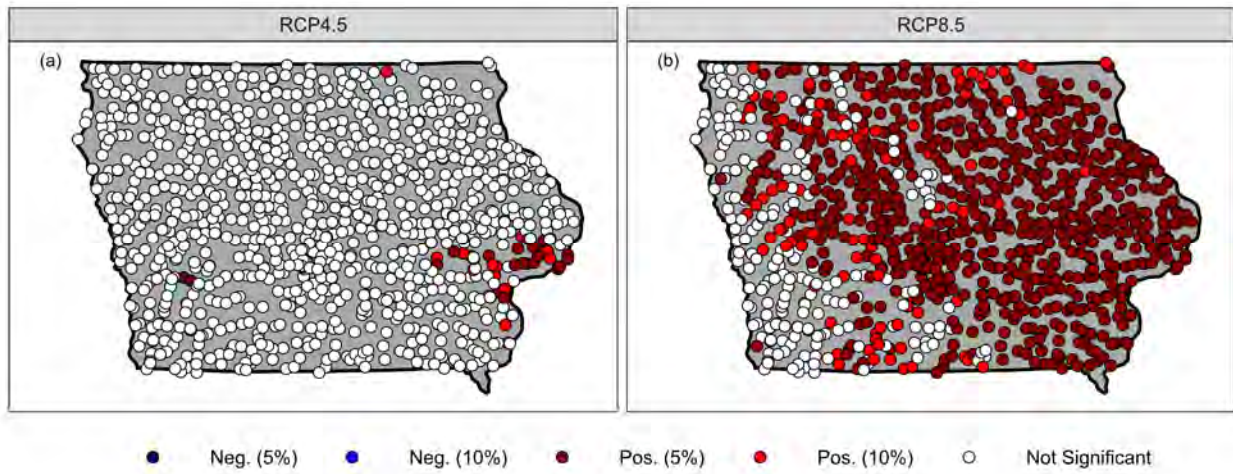 RCP4.5
RCP8.5
(a)
(b)
Neg. (5%) Neg. (10%) Pos. (5%) Pos. (10%) Not Significant